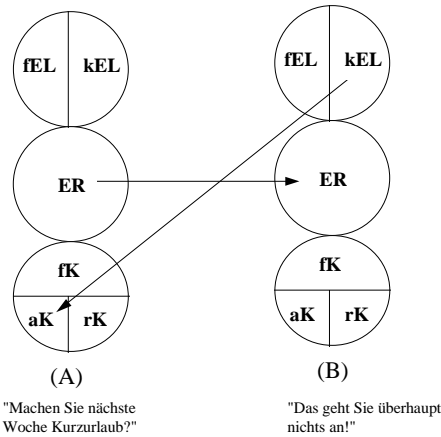 fEL kEL
ER
fK
aK rK
(A)
"Machen Sie nächste
Woche Kurzurlaub?"
fEL kEL
ER
fK
aK rK
(B)
"Das geht Sie überhaupt
nichts an!"